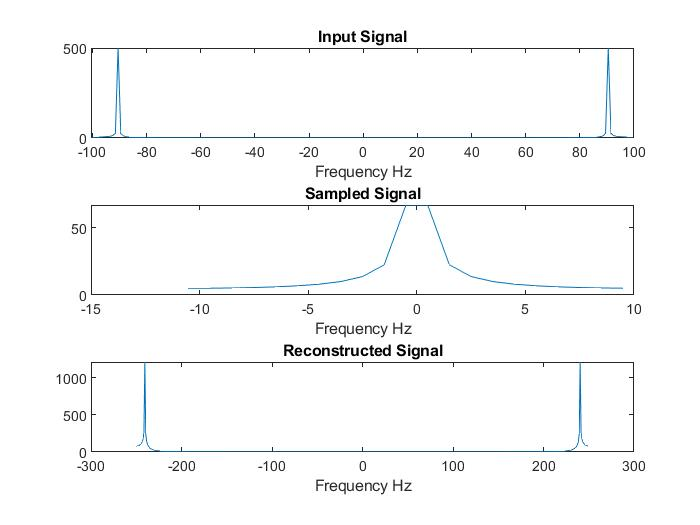 Input Signal
500
0
-100 -80 -60 -40 -20 0 20 40 60 80 100
Frequency Hz
Sampled Signal
50
0
-15 -10 -5 0 5 10
Frequency Hz
Reconstructed Signal
1000
500
0
-300 -200 -100 0 100 200 300
Frequency Hz